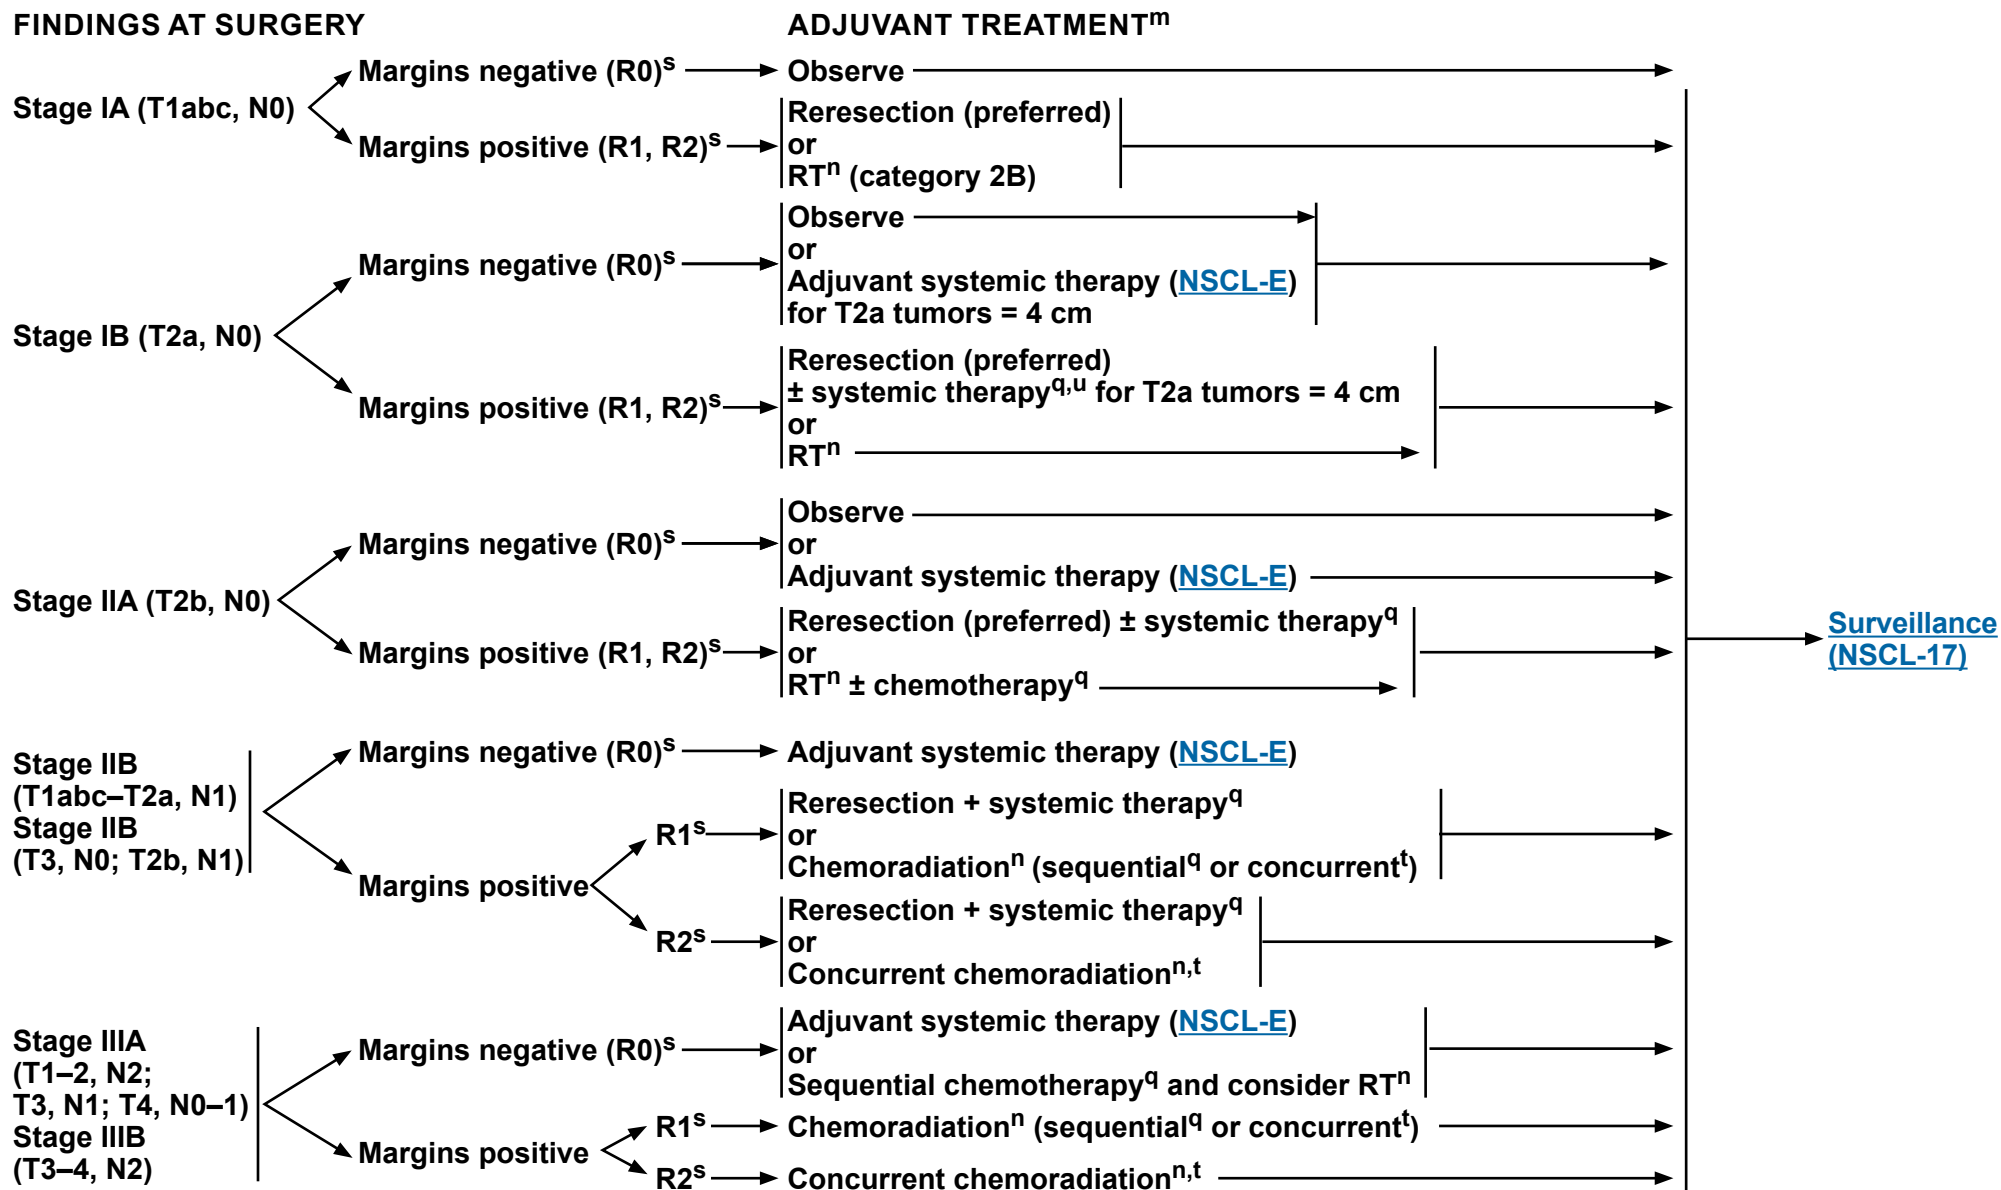 FINDINGS AT SURGERY
ADJUVANT TREATMENTm
Stage IA (T1abc, N0)
Margins negative (R0)s
Observe
Margins positive (R1, R2)s
Reresection (preferred)
or
RTn (category 2B)
Stage IB (T2a, N0)
Margins negative (R0)s
Observe
or
Adjuvant systemic therapy (NSCL-E)
for T2a tumors = 4 cm
Margins positive (R1, R2)s
Reresection (preferred)
± systemic therapyq,u for T2a tumors = 4 cm
or
RTn
Stage IIA (T2b, N0)
Margins negative (R0)s
Observe
or
Adjuvant systemic therapy (NSCL-E)
Margins positive (R1, R2)s
Reresection (preferred) ± systemic therapyq
or
RTn ± chemotherapyq
Stage IIB
(T1abc–T2a, N1)
Stage IIB
(T3, N0; T2b, N1)
Margins negative (R0)s
Adjuvant systemic therapy (NSCL-E)
Margins positive
R1s
Reresection + systemic therapyq
or
Chemoradiationn (sequentialq or concurrentt)
R2s
Reresection + systemic therapyq
or
Concurrent chemoradiationn,t
Stage IIIA
(T1–2, N2;
T3, N1; T4, N0–1)
Stage IIIB
(T3–4, N2)
Margins negative (R0)s
Adjuvant systemic therapy (NSCL-E)
or
Sequential chemotherapyq and consider RTn
Margins positive
R1s
Chemoradiationn (sequentialq or concurrentt)
R2s
Concurrent chemoradiationn,t
Surveillance
(NSCL-17)